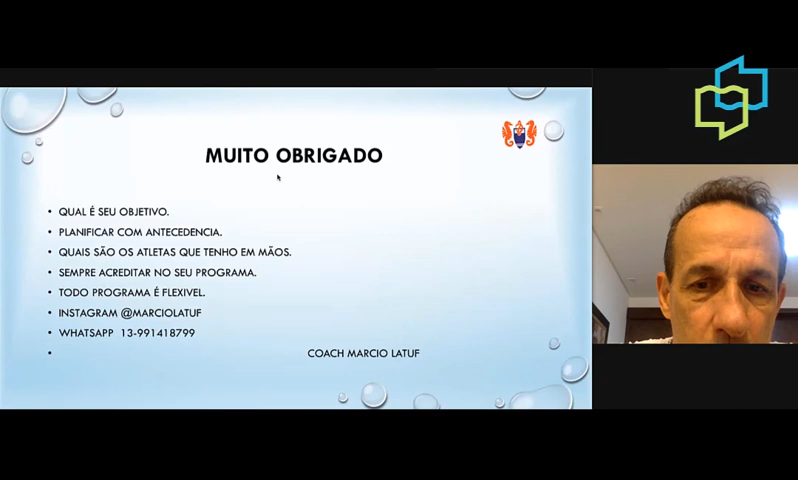 MUITO OBRIGADO
• QUAL É SEU OBJETIVO.
• PLANIFICAR COM ANTECEDENCIA.
• QUAIS SÃO OS ATLETAS QUE TENHO EM MÃOS.
• SEMPRE ACREDITAR NO SEU PROGRAMA.
• TODO PROGRAMA É FLEXIVEL.
• INSTAGRAM @MARCIOLATUF
• WHATSAPP 13-991418799
• COACH MARCIO LATUF